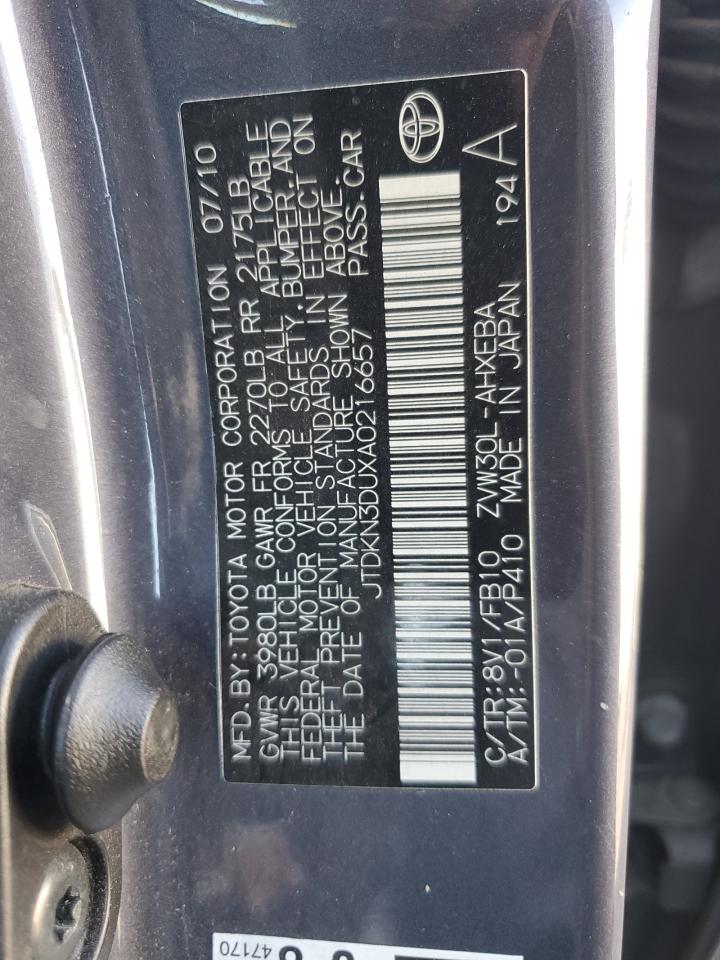 MFD.BY:TOYOTA MOTOR CORPORATION 07/10
GVWR 3980LB GAWR FR 2270LB RR 2175LB
THIS VEHICLE CONFORMS TO ALL APPLICABLE
FEDERAL MOTOR VEHICLE SAFETY.BUMPER.AND
THEFT PREVENTION STANDARDS IN EFFECT ON
THE DATE OF MANUFACTURE SHOWN ABOVE.
JTDKN3DUXA0216657 PASS.CAR
C/TR:8V1/FB10 ZVW30L-AHXEBA
A/TM:-01A/P410 MADE IN JAPAN 194 A
47170